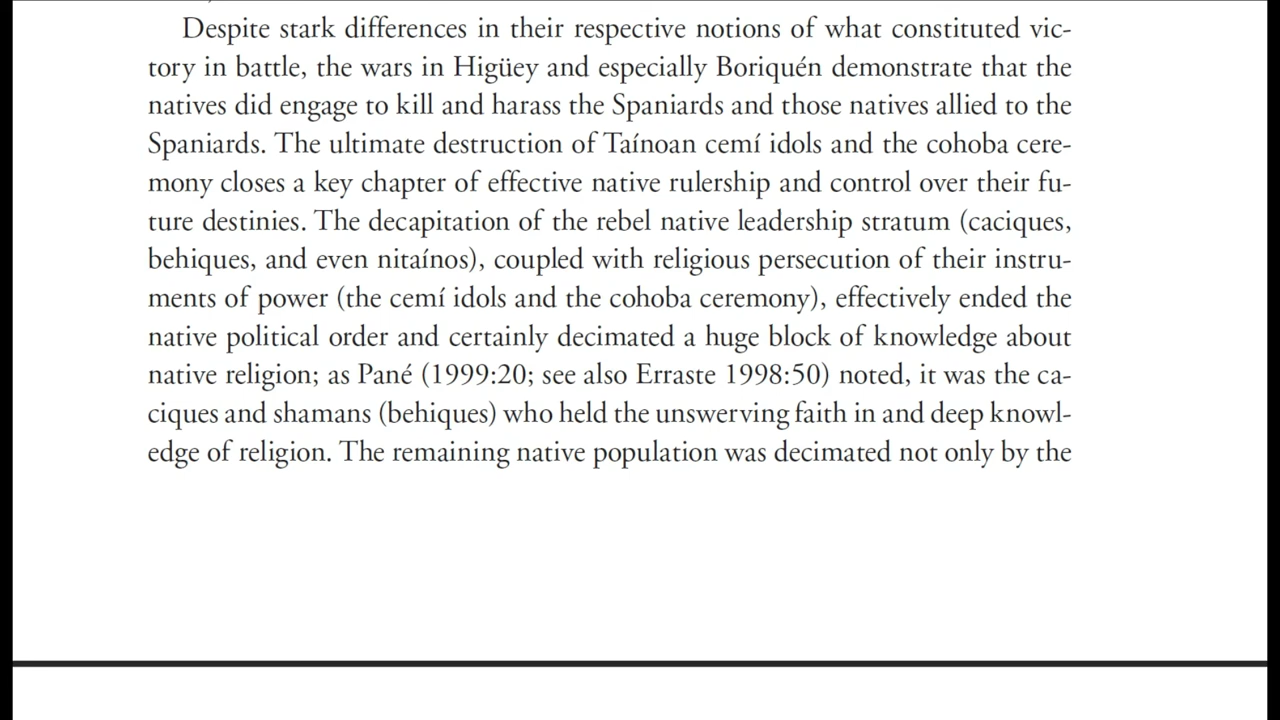 Despite stark differences in their respective notions of what constituted vic-
tory in battle, the wars in Higüey and especially Boriquén demonstrate that the
natives did engage to kill and harass the Spaniards and those natives allied to the
Spaniards. The ultimate destruction of Taínoan cemí idols and the cohoba cere-
mony closes a key chapter of effective native rulership and control over their fu-
ture destinies. The decapitation of the rebel native leadership stratum (caciques,
behiques, and even nitaínos), coupled with religious persecution of their instru-
ments of power (the cemí idols and the cohoba ceremony), effectively ended the
native political order and certainly decimated a huge block of knowledge about
native religion; as Pané (1999:20; see also Erraste 1998:50) noted, it was the ca-
ciques and shamans (behiques) who held the unswerving faith in and deep knowl-
edge of religion. The remaining native population was decimated not only by the